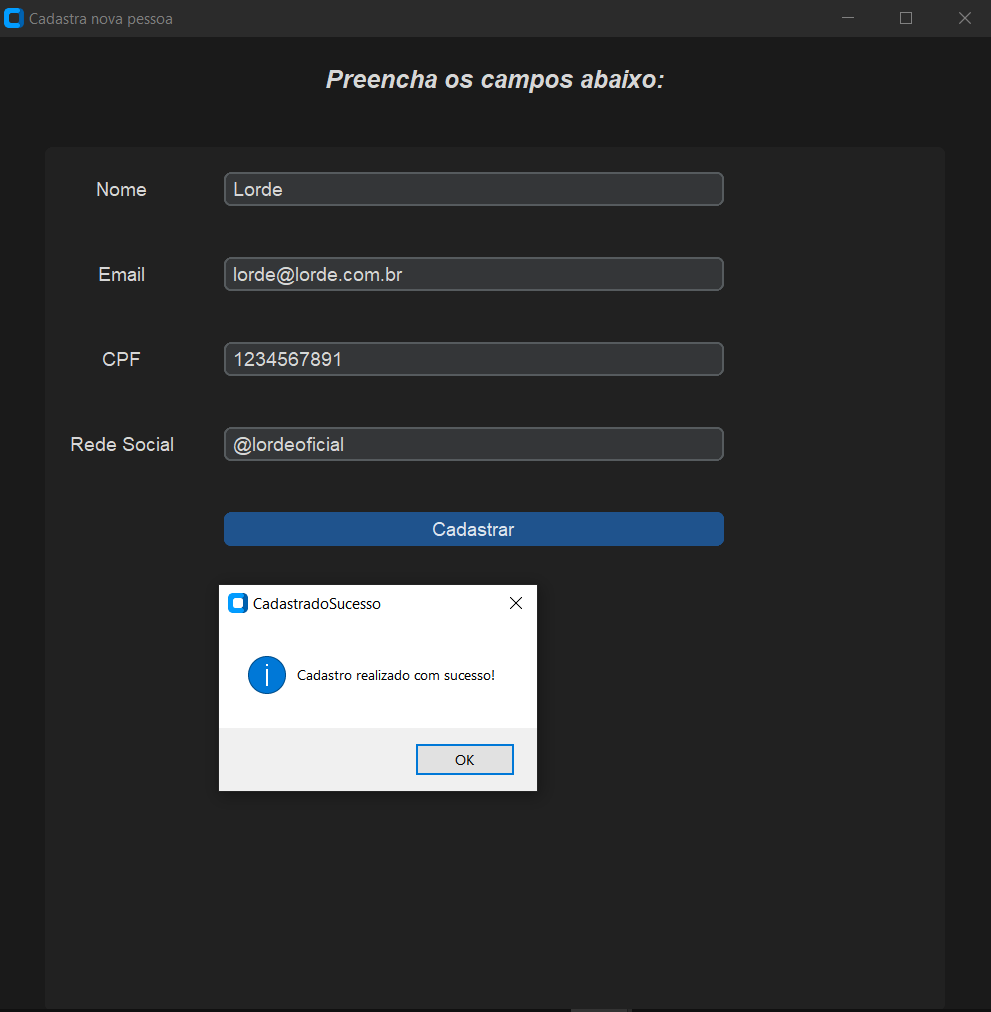 Cadastra nova pessoa
Preencha os campos abaixo:
Nome
Lorde
Email
lorde@lorde.com.br
CPF
1234567891
Rede Social
@lordeoficial
Cadastrar
CadastradoSucesso
Cadastro realizado com sucesso!
OK